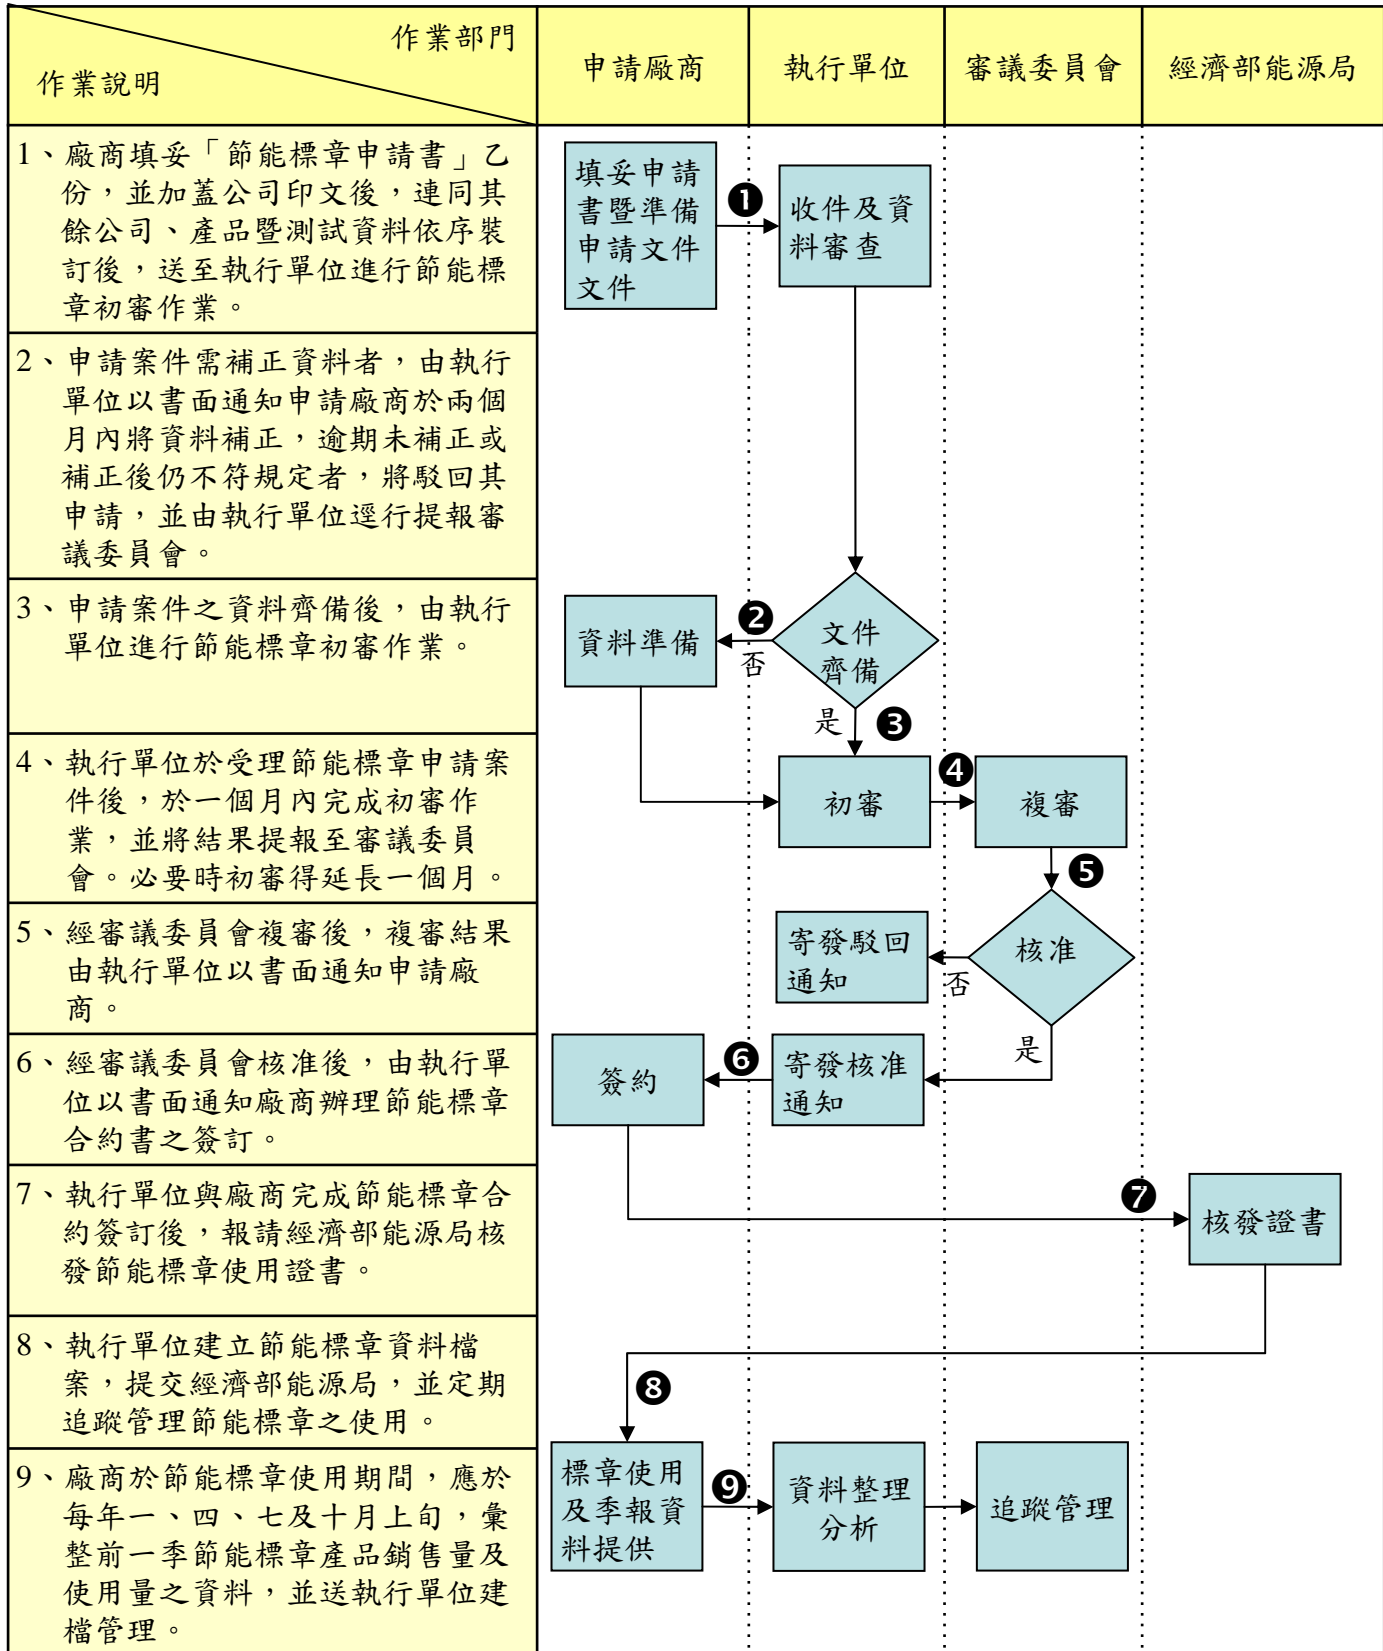 作業部門
作業說明
申請廠商
執行單位
審議委員會
經濟部能源局
1、廠商填妥「節能標章申請書」乙
份，並加蓋公司印文後，連同其
餘公司、產品暨測試資料依序裝
訂後，送至執行單位進行節能標
章初審作業。
2、申請案件需補正資料者，由執行
單位以書面通知申請廠商於兩個
月內將資料補正，逾期未補正或
補正後仍不符規定者，將駁回其
申請，並由執行單位逕行提報審
議委員會。
3、申請案件之資料齊備後，由執行
單位進行節能標章初審作業。
4、執行單位於受理節能標章申請案
件後，於一個月內完成初審作
業，並將結果提報至審議委員
會。必要時初審得延長一個月。
5、經審議委員會複審後，複審結果
由執行單位以書面通知申請廠
商。
6、經審議委員會核准後，由執行單
位以書面通知廠商辦理節能標章
合約書之簽訂。
7、執行單位與廠商完成節能標章合
約簽訂後，報請經濟部能源局核
發節能標章使用證書。
8、執行單位建立節能標章資料檔
案，提交經濟部能源局，並定期
追蹤管理節能標章之使用。
9、廠商於節能標章使用期間，應於
每年一、四、七及十月上旬，彙
整前一季節能標章產品銷售量及
使用量之資料，並送執行單位建
檔管理。
填妥申請
書暨準備
申請文件
文件
❶
收件及資
料審查
文件
齊備
❷
否
資料準備
是
❸
初審
❹
複審
❺
核准
否
寄發駁回
通知
是
寄發核准
通知
❻
簽約
❼
核發證書
❽
標章使用
及季報資
料提供
❾
資料整理
分析
追蹤管理